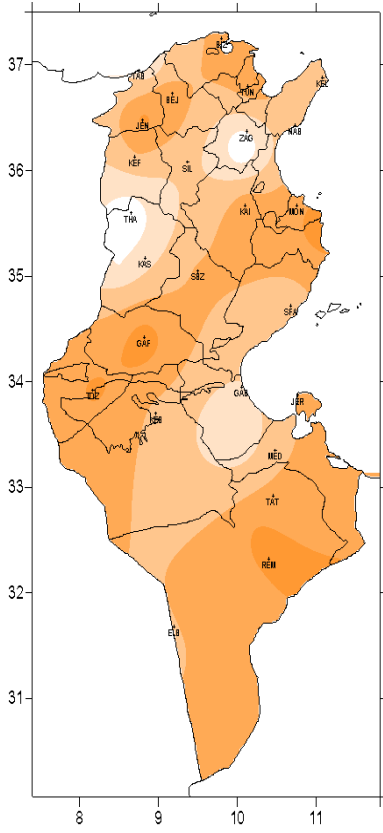 BIZ
37
TAB
KEL
TUN
BEJ
JEN
NAB
ZAG
KEF
SIL
36
THA
KAI
MON
KAS
SBZ
35
SFA
GAF
34
TOZ
GAB
JER
KEB
MED
33
TAT
REM
32
ELB
31
8 9 10 11